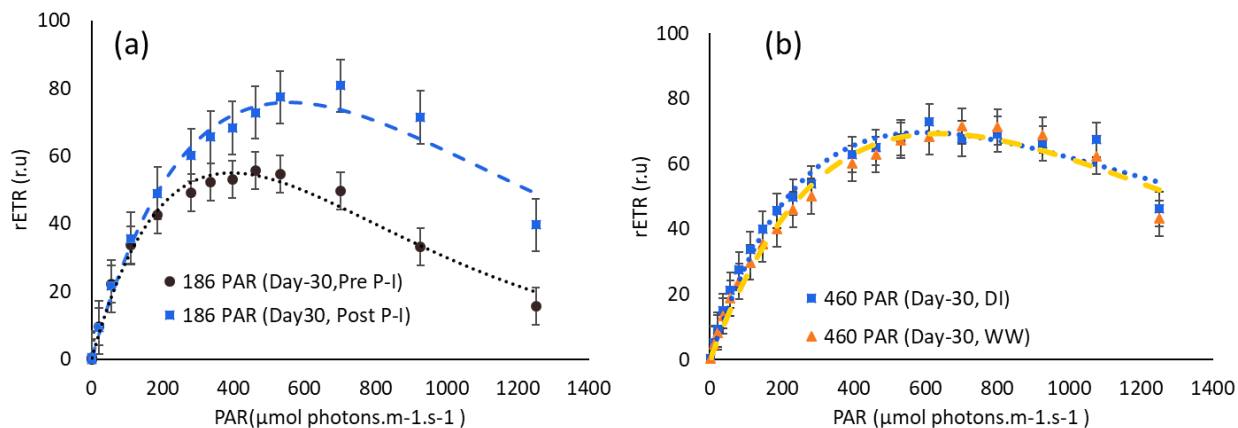 (a)
100
80
60
40
20
0
rETR (r.u)
186 PAR (Day-30,Pre P-I)
186 PAR (Day30, Post P-I)
0 200 400 600 800 1000 1200 1400
PAR(μmol photons.m-1.s-1 )
(b)
100
80
60
40
20
0
rETR (r.u)
460 PAR (Day-30, DI)
460 PAR (Day-30, WW)
0 200 400 600 800 1000 1200 1400
PAR (μmol photons.m-1.s-1 )